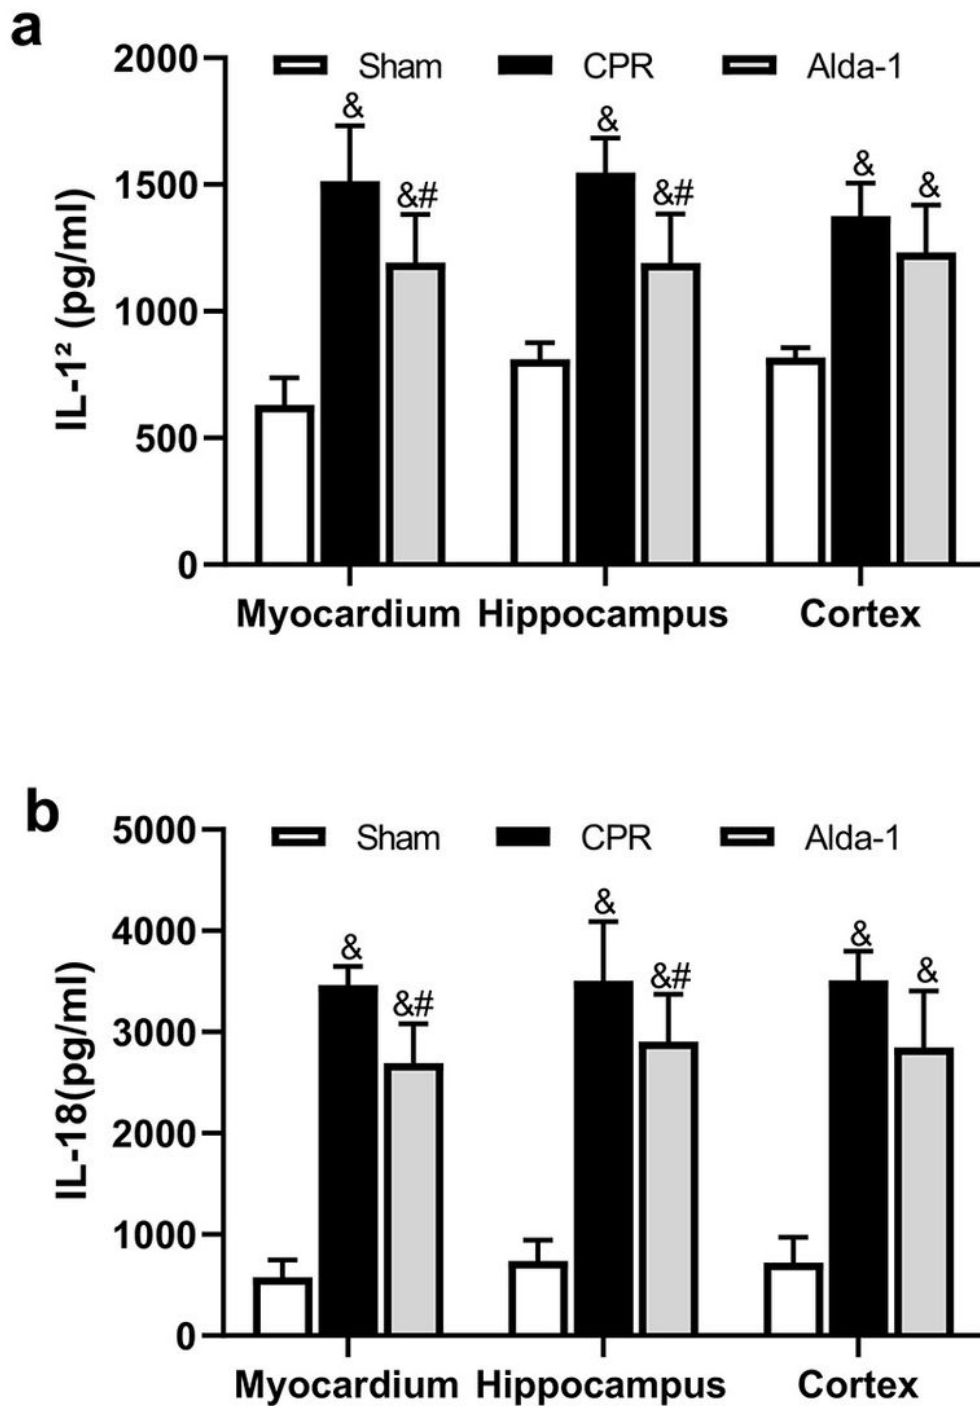 a
2000
Sham CPR Alda-1
& & & 
&# &# &
1500
1000
500
0
IL-1² (pg/ml)
Myocardium Hippocampus Cortex
b
5000
Sham CPR Alda-1
& & &
&# &# &
4000
3000
2000
1000
0
IL-18(pg/ml)
Myocardium Hippocampus Cortex